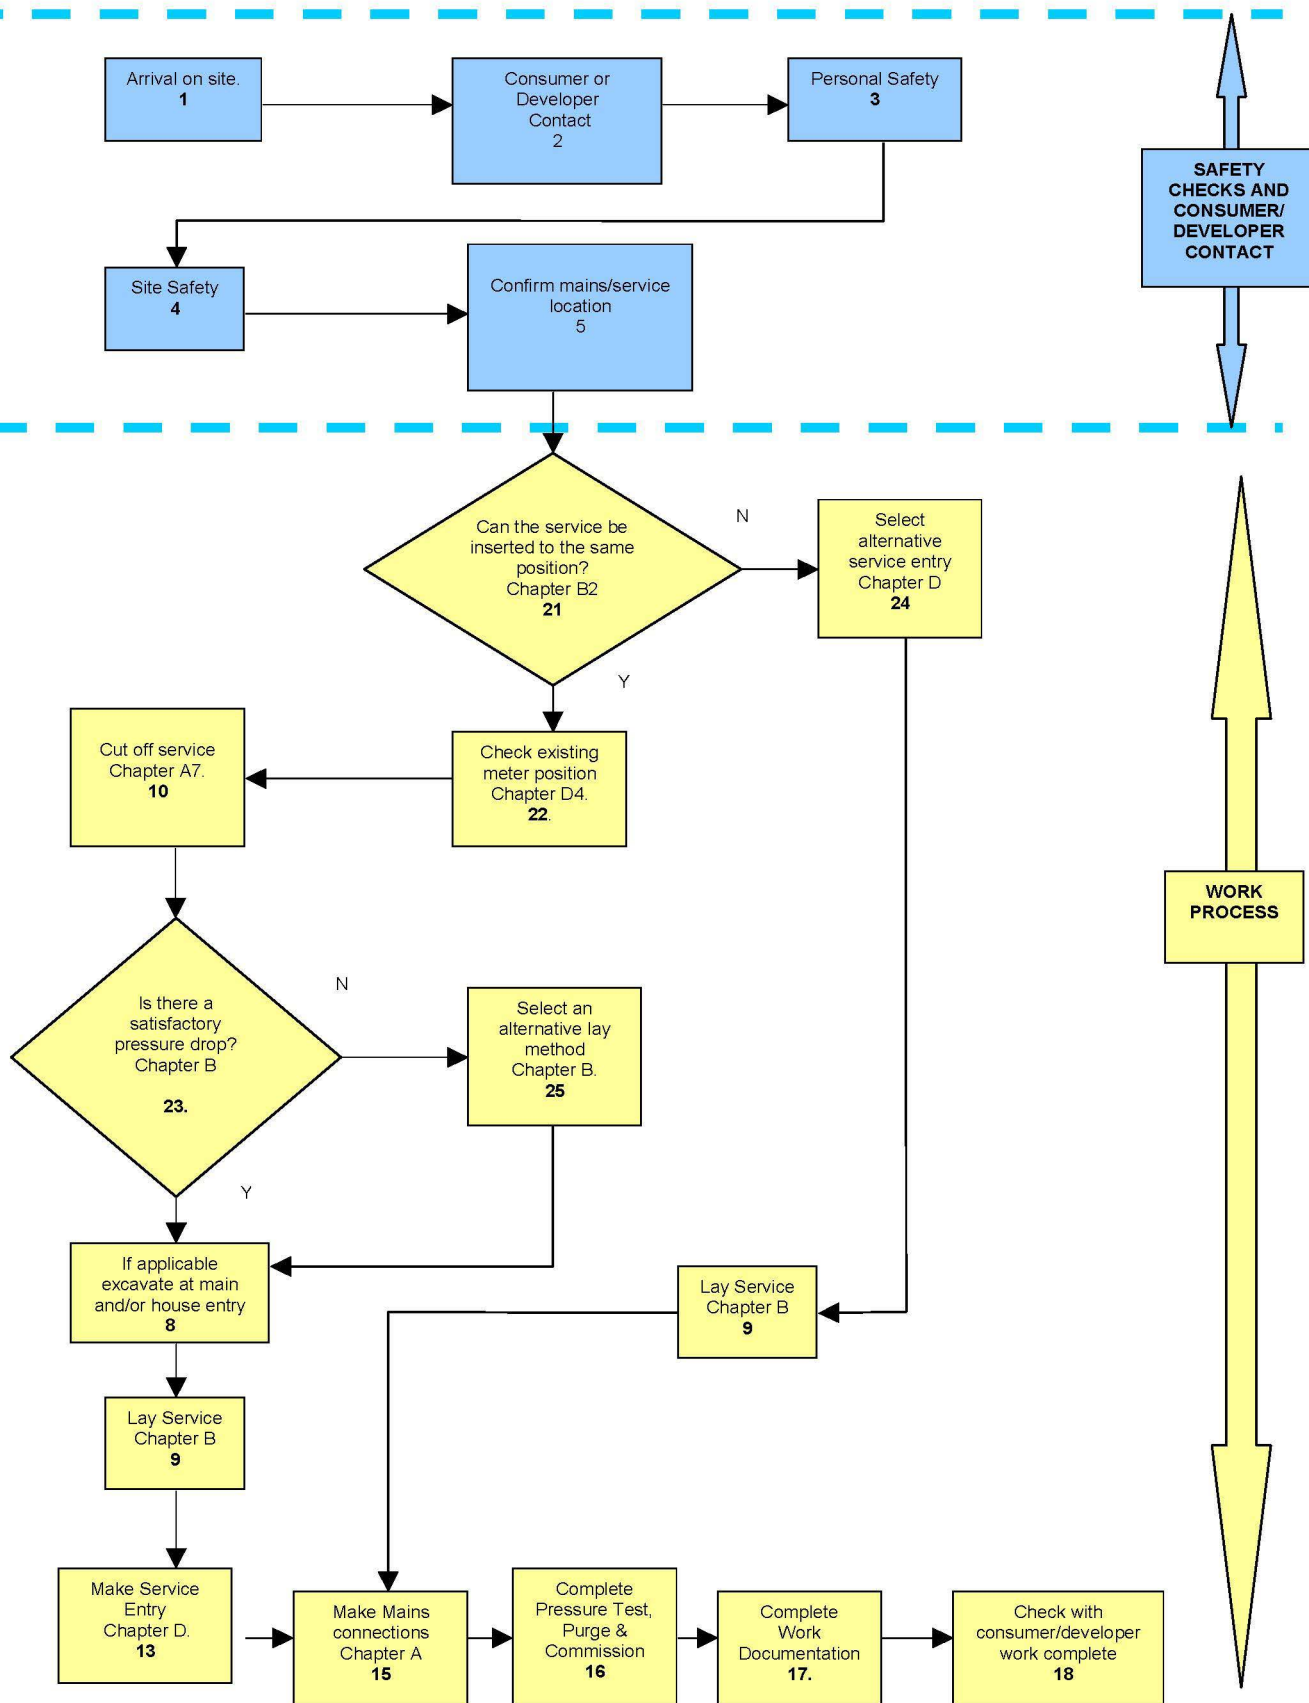 Arrival on site.
1
Consumer or
Developer
Contact
2
Personal Safety
3
SAFETY
CHECKS AND
CONSUMER/
DEVELOPER
CONTACT
Site Safety
4
Confirm mains/service
location
5
Can the service be
inserted to the same
position?
Chapter B2
21
N
Select
alternative
service entry
Chapter D
24
Y
Cut off service
Chapter A7.
10
Check existing
meter position
Chapter D4.
22.
WORK
PROCESS
Is there a
satisfactory
pressure drop?
Chapter B
23.
N
Select an
alternative lay
method
Chapter B.
25
Y
If applicable
excavate at main
and/or house entry
8
Lay Service
Chapter B
9
Lay Service
Chapter B
9
Make Service
Entry
Chapter D.
13
Make Mains
connections
Chapter A
15
Complete
Pressure Test,
Purge &
Commission
16
Complete
Work
Documentation
17.
Check with
consumer/developer
work complete
18